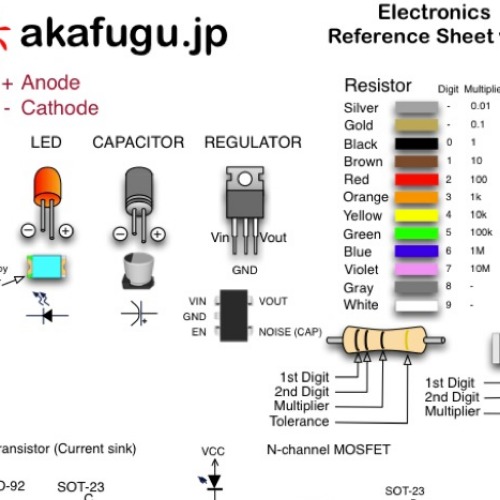 akafugu.jp
Electronics
Reference Sheet
+ Anode
- Cathode
LED CAPACITOR REGULATOR
Resistor Digit Multiplie
Silver - 0.01
Gold - 0.1
Black 0 1
Brown 1 10
Red 2 100
Orange 3 1k
Yellow 4 10k
Green 5 100k
Blue 6 1M
Violet 7 10M
Gray 8 -
White 9 -
- + - + Vin Vout
GND
VIN VOUT
GND
EN NOISE (CAP)
+
1st Digit
2nd Digit
Multiplier
Tolerance
1st Digit
2nd Digit
Multiplier
ransistor (Current sink) VCC N-channel MOSFET
O-92 SOT-23 SOT-23
C